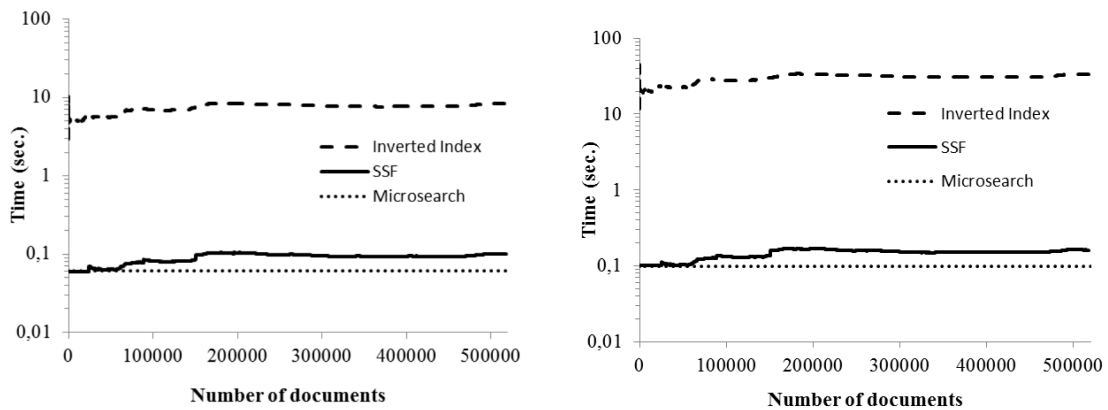 100
10
1
0,1
0,01
Time (sec.)
Inverted Index
SSF
Microsearch
0 100000 200000 300000 400000 500000
Number of documents
100
10
1
0,1
0,01
Time (sec.)
Inverted Index
SSF
Microsearch
0 100000 200000 300000 400000 500000
Number of documents